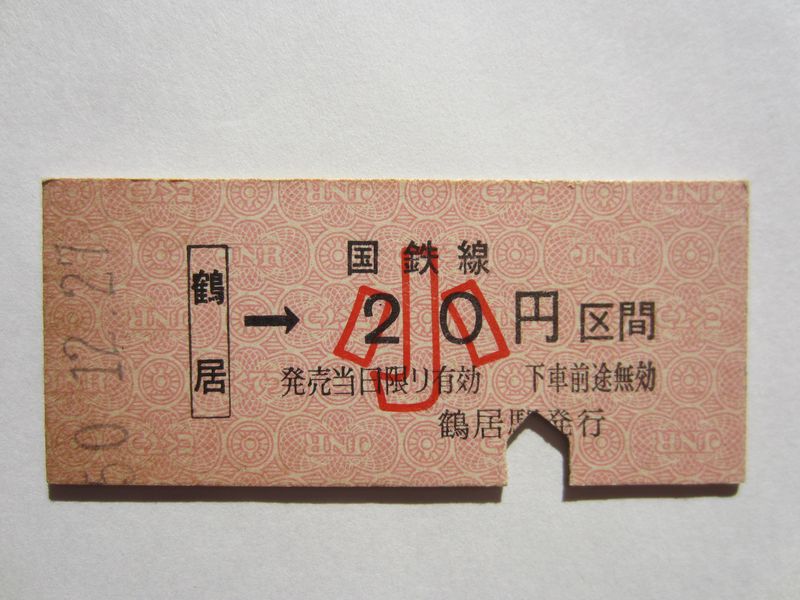 50.12.27
鶴居
国鉄線
→ 20円区間
小
発売当日限り有効 下車前途無効
鶴居駅発行